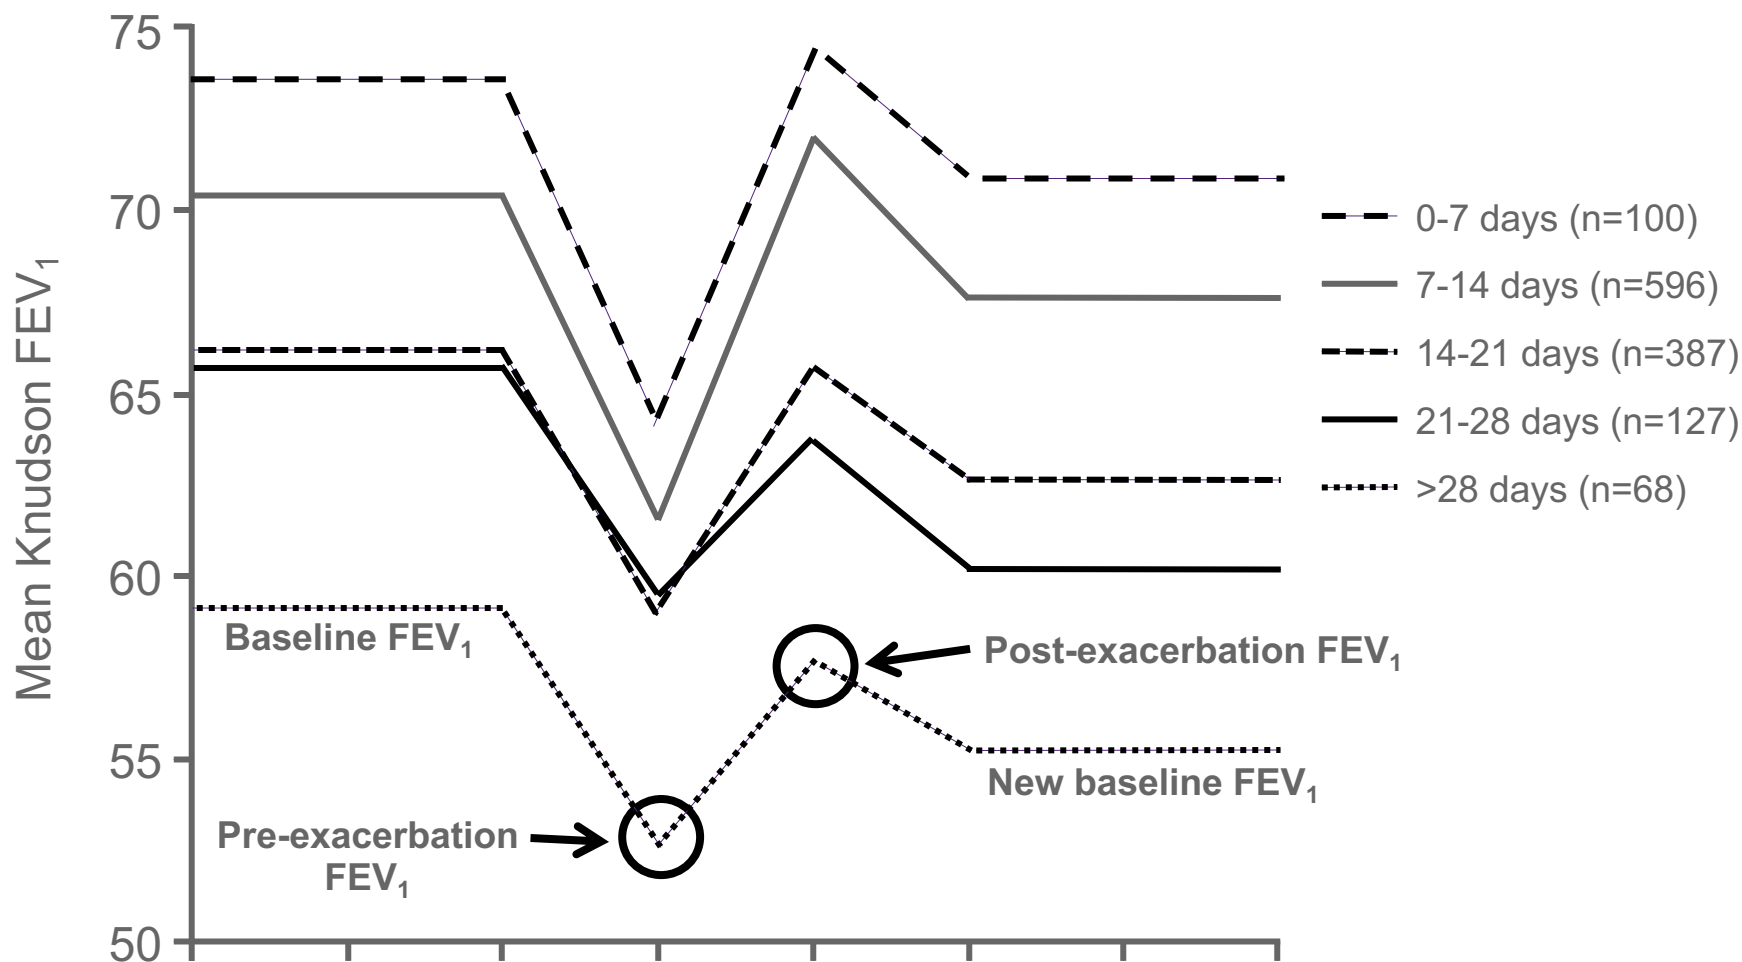 75
70
65
60
55
50
Mean Knudson FEV₁
0-7 days (n=100)
7-14 days (n=596)
14-21 days (n=387)
21-28 days (n=127)
>28 days (n=68)
Baseline FEV₁
Post-exacerbation FEV₁
New baseline FEV₁
Pre-exacerbation
FEV₁